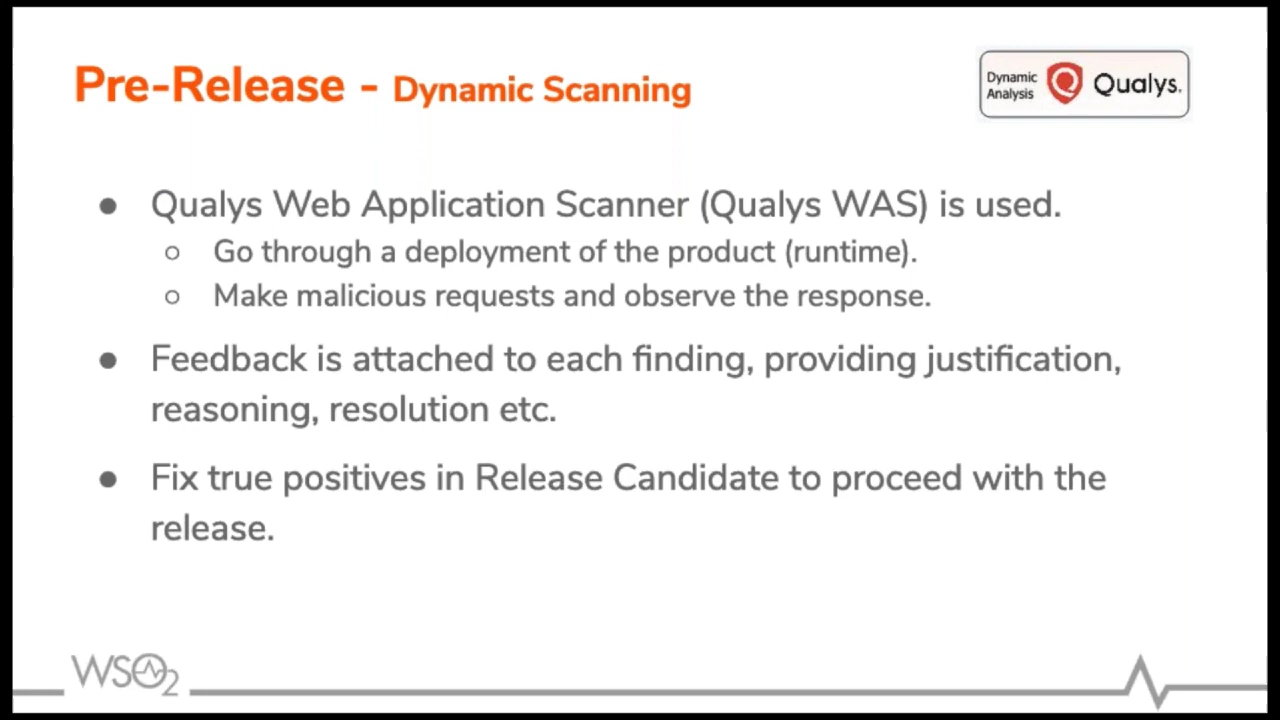 Pre-Release - Dynamic Scanning
Dynamic
Analysis
Qualys.
● Qualys Web Application Scanner (Qualys WAS) is used.
○ Go through a deployment of the product (runtime).
○ Make malicious requests and observe the response.
● Feedback is attached to each finding, providing justification,
reasoning, resolution etc.
● Fix true positives in Release Candidate to proceed with the
release.
WSO2